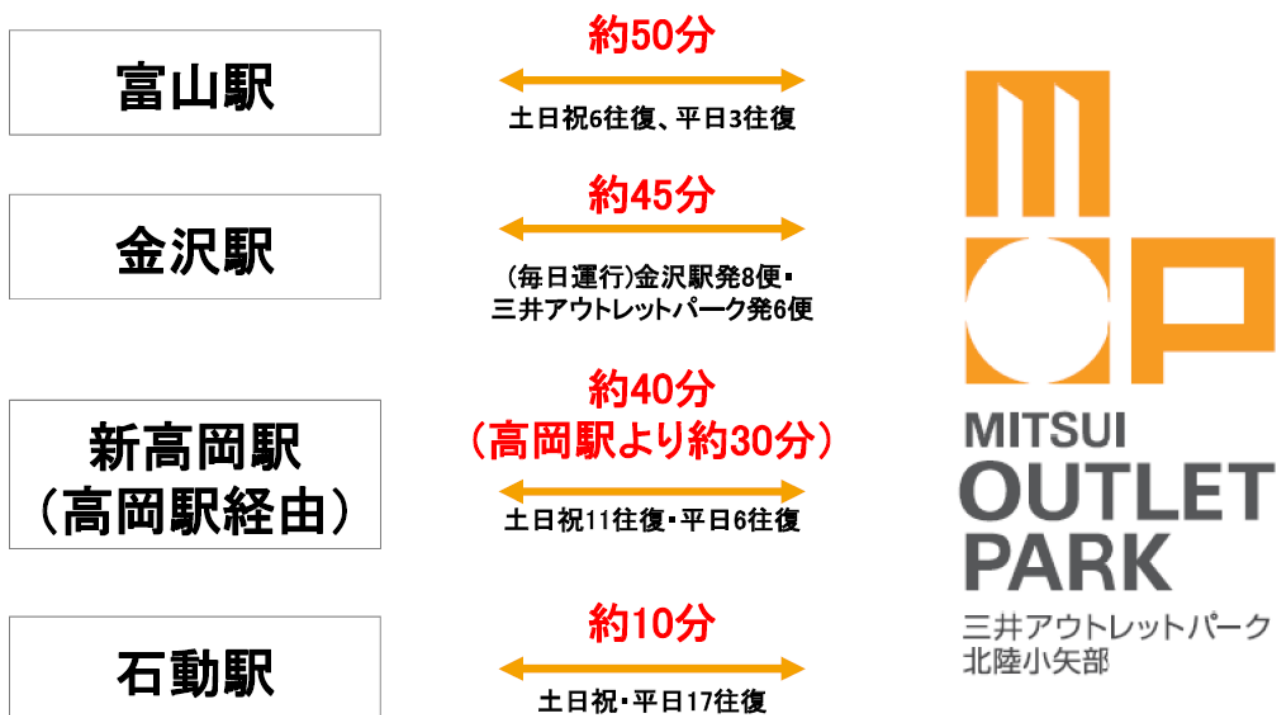 富山駅
約50分
土日祝6往復、平日3往復
金沢駅
約45分
(毎日運行)金沢駅発8便・
三井アウトレットパーク発6便
新高岡駅
(高岡駅経由)
約40分
(高岡駅より約30分)
土日祝11往復・平日6往復
石動駅
約10分
土日祝・平日17往復
MOP
MITSUI
OUTLET
PARK
三井アウトレットパーク
北陸小矢部